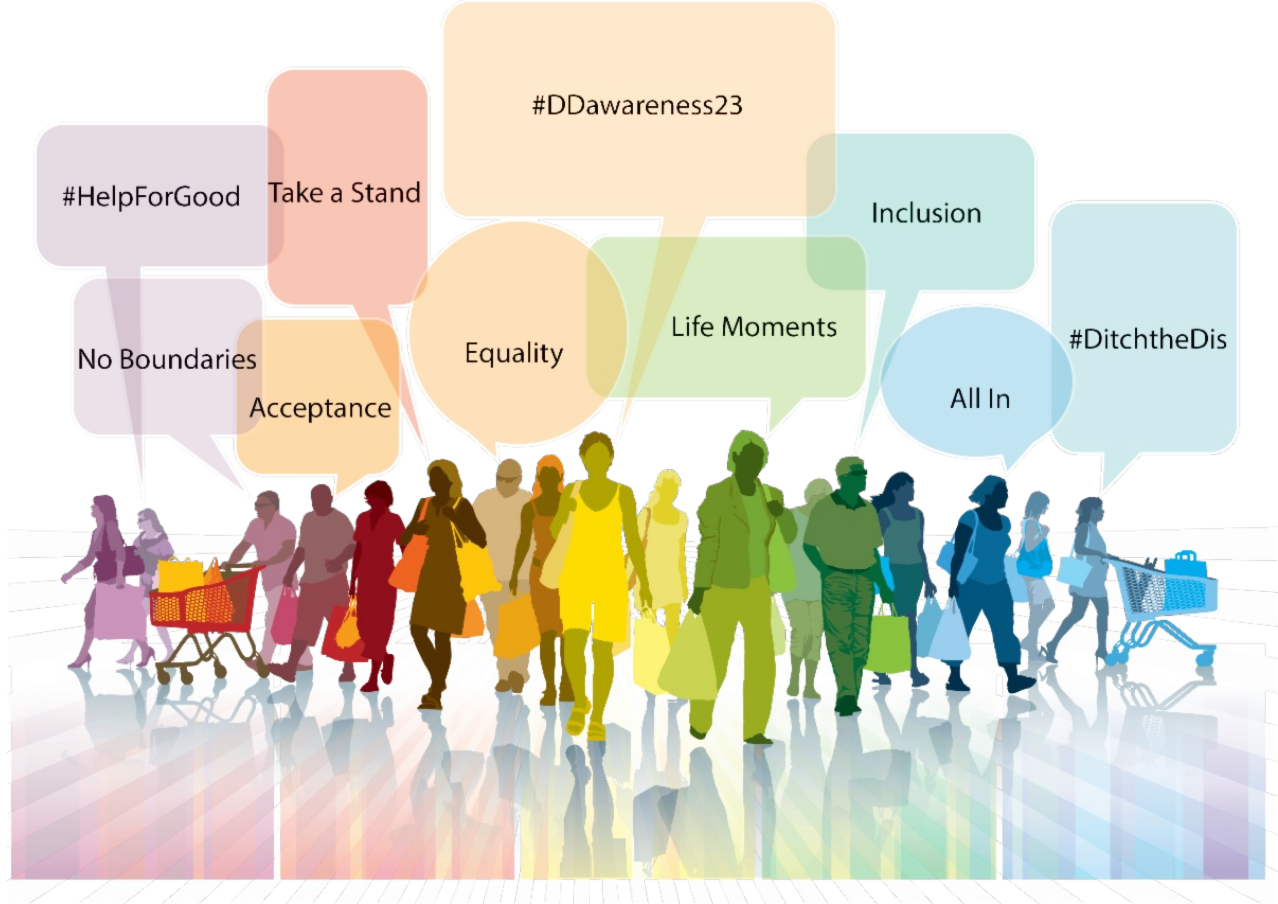 #DDawareness23
#HelpForGood
Take a Stand
Inclusion
No Boundaries
Acceptance
Equality
Life Moments
All In
#DitchtheDis